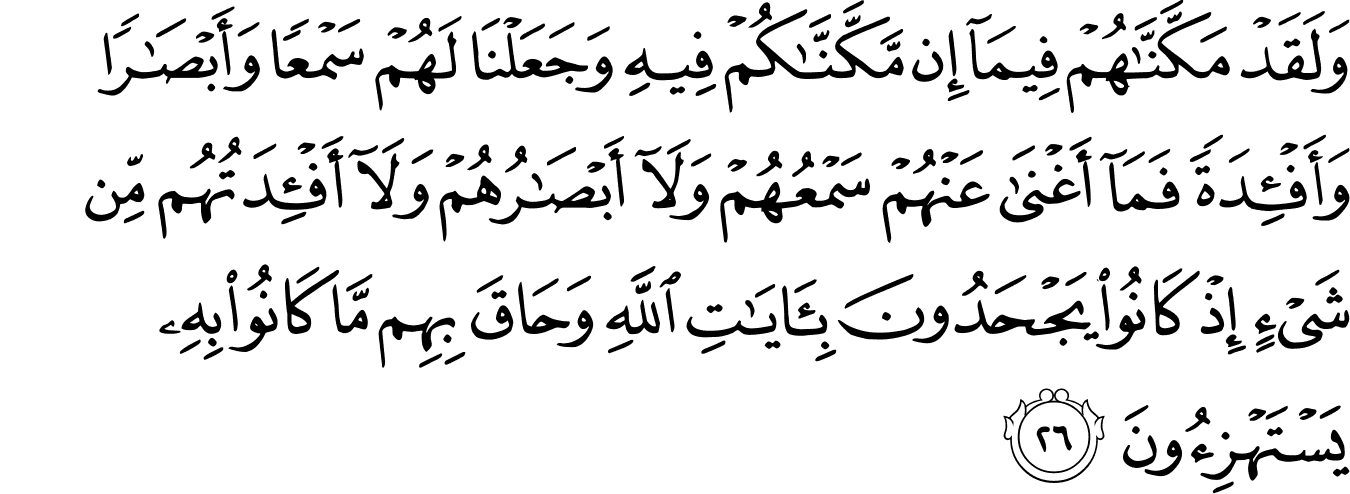 وَلَقَدْ مَكَّنَّٰهُمْ فِيمَآ إِن مَّكَّنَّٰكُمْ فِيهِ وَجَعَلْنَا لَهُمْ سَمْعًا وَأَبْصَٰرًا
وَأَفْـِٔدَةً فَمَآ أَغْنَىٰ عَنْهُمْ سَمْعُهُمْ وَلَآ أَبْصَٰرُهُمْ وَلَآ أَفْـِٔدَتُهُم مِّن
شَىْءٍ إِذْ كَانُوا۟ يَجْحَدُونَ بِـَٔايَٰتِ ٱللَّهِ وَحَاقَ بِهِم مَّا كَانُوا۟ بِهِۦ
يَسْتَهْزِءُونَ ٢٦